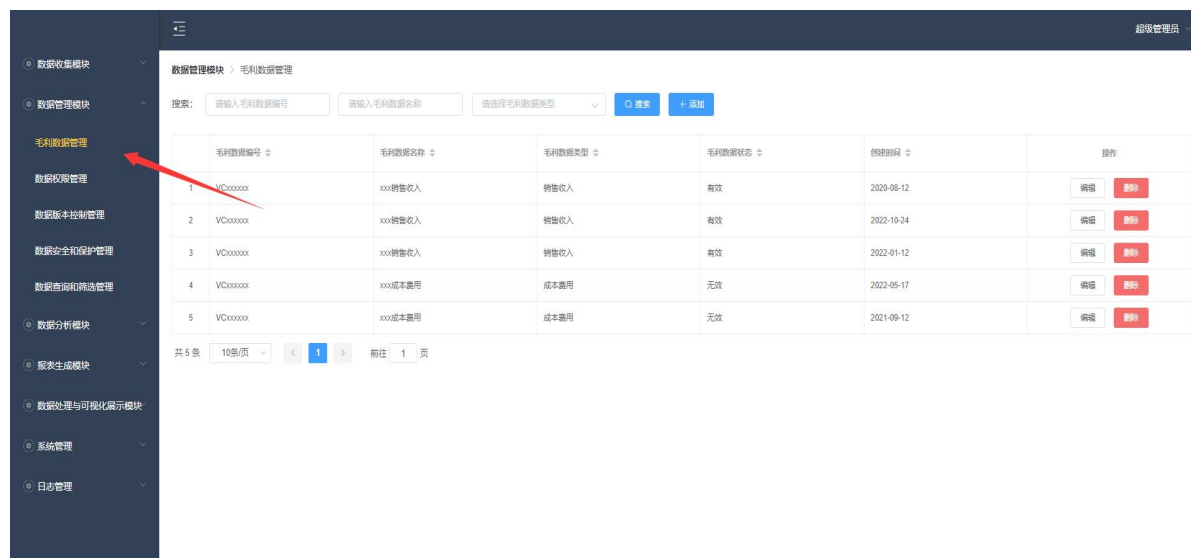 超级管理员
数据收集模块
数据管理模块
毛利数据管理
数据权限管理
数据版本控制管理
数据安全和保护管理
数据查询和筛选管理
数据分析模块
报表生成模块
数据处理与可视化展示模块
系统管理
日志管理
数据管理模块 > 毛利数据管理
搜索: 请输入毛利数据编号 请输入毛利数据名称 请选择毛利数据类型 搜索 + 添加
毛利数据编号 毛利数据名称 毛利数据类型 毛利数据状态 创建时间 操作
1 VCxxxxxx xxx销售收入 销售收入 有效 2020-08-12 编辑 删除
2 VCxxxxxx xxx销售收入 销售收入 有效 2022-10-24 编辑 删除
3 VCxxxxxx xxx销售收入 销售收入 有效 2022-01-12 编辑 删除
4 VCxxxxxx xxx成本费用 成本费用 无效 2022-05-17 编辑 删除
5 VCxxxxxx xxx成本费用 成本费用 无效 2021-09-12 编辑 删除
共 5 条 10条/页 < 1 > 前往 1 页